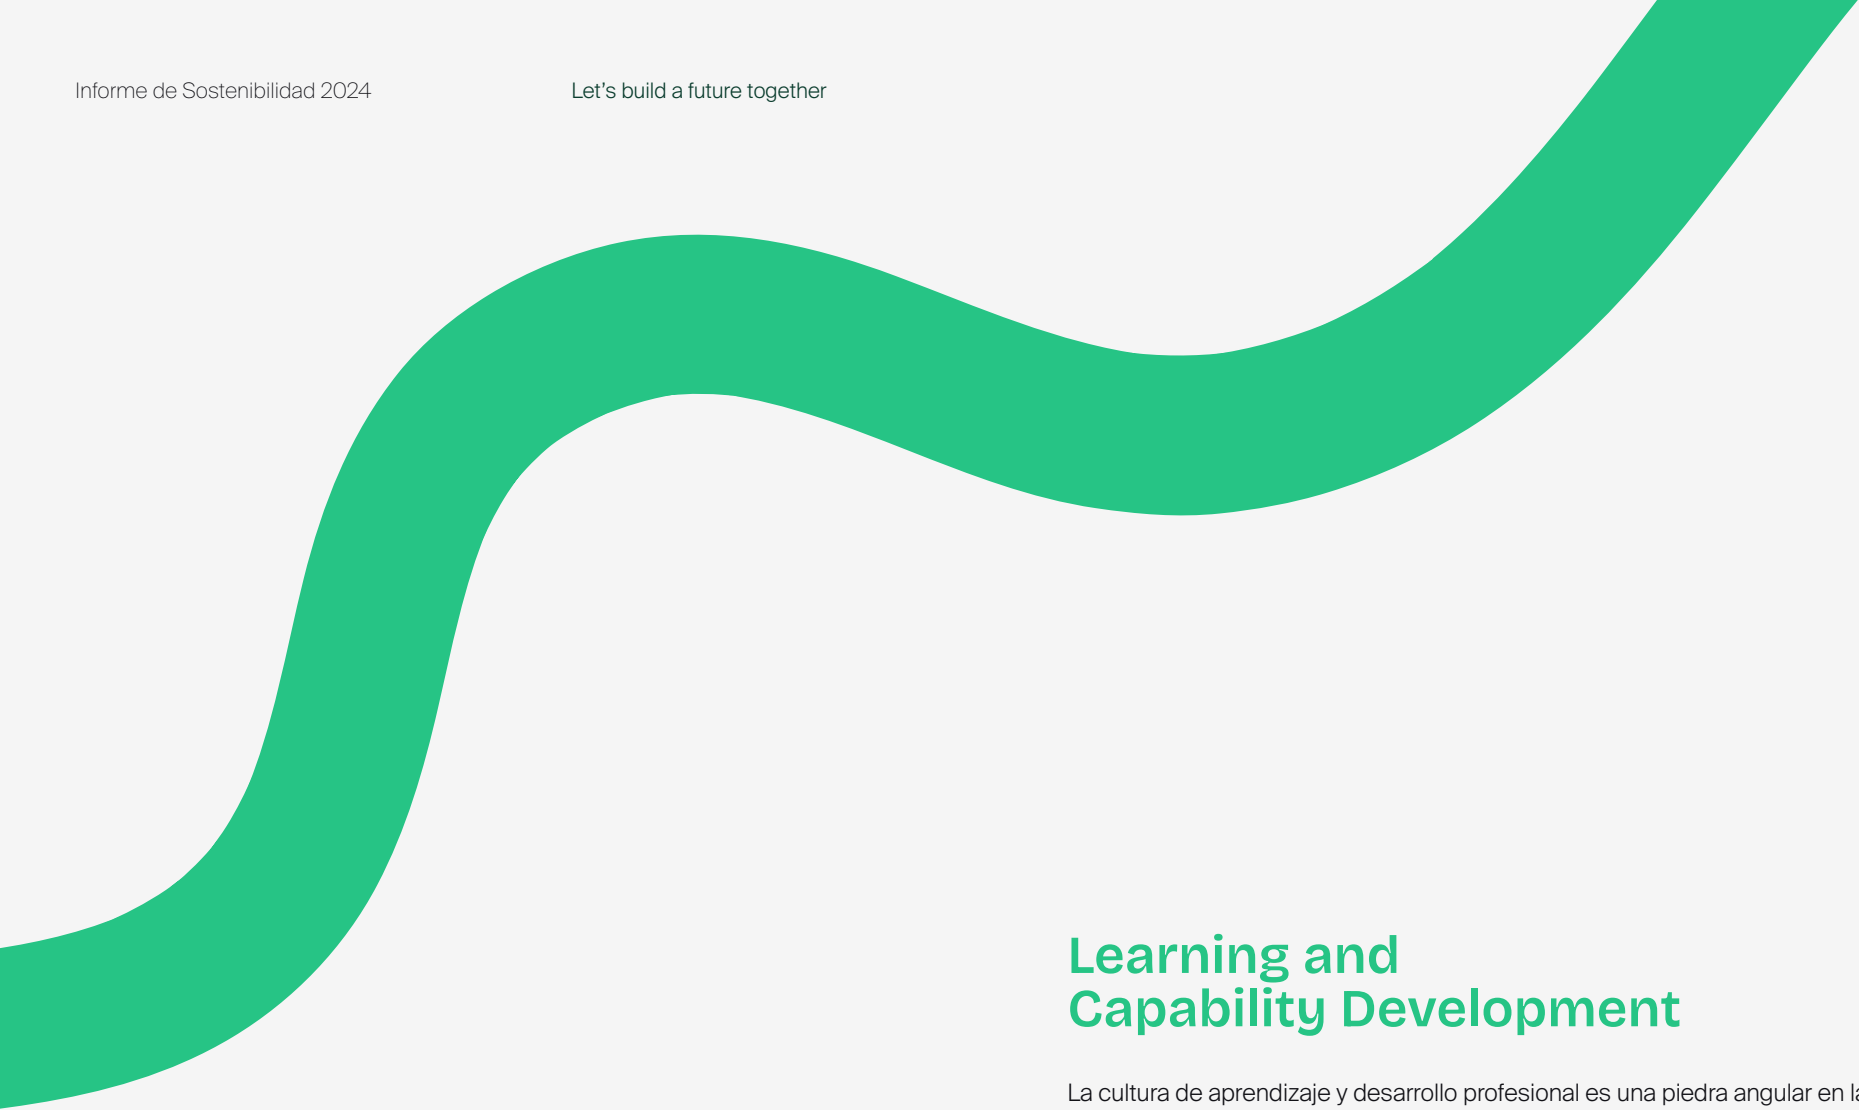 Informe de Sostenibilidad 2024
Let’s build a future together
Learning and
Capability Development
La cultura de aprendizaje y desarrollo profesional es una piedra angular en la